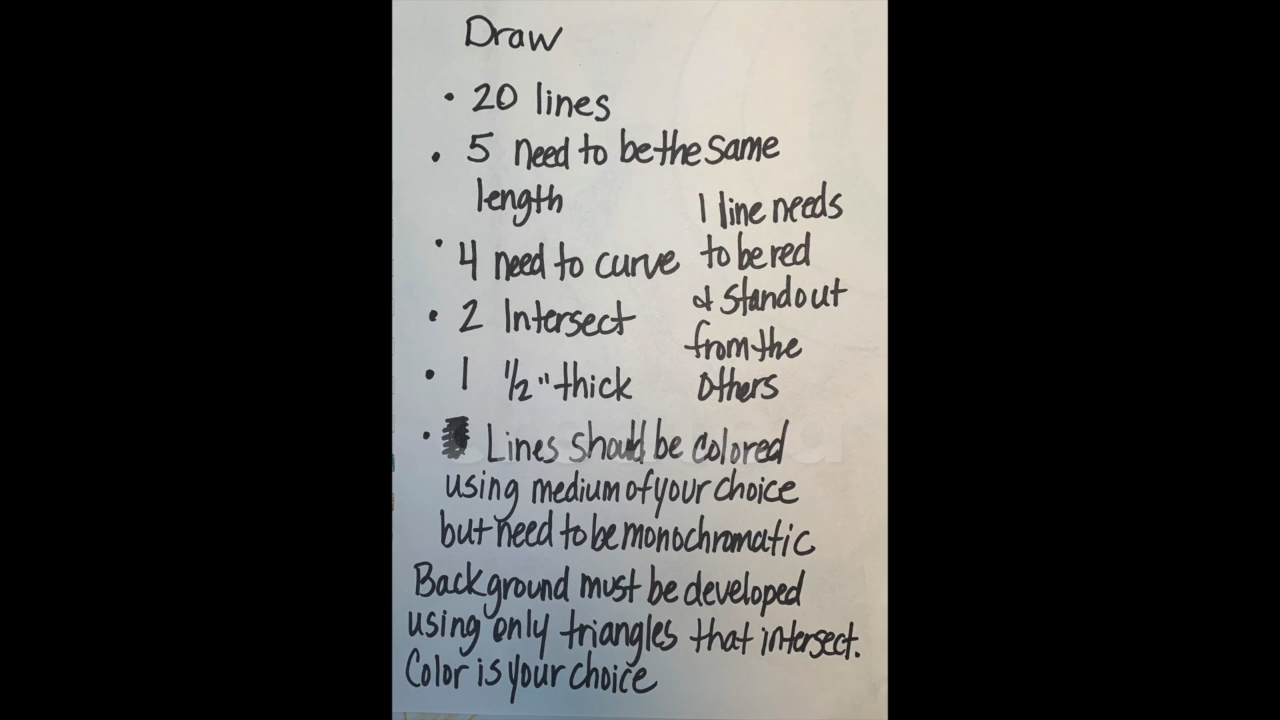 Draw
• 20 lines
• 5 need to be the same
length
• 4 need to curve
• 2 Intersect
• 1 1/2" thick
1 line needs
to be red
& stand out
from the
others
• Lines should be colored
using medium of your choice
but need to be monochromatic
Background must be developed
using only triangles that intersect.
Color is your choice